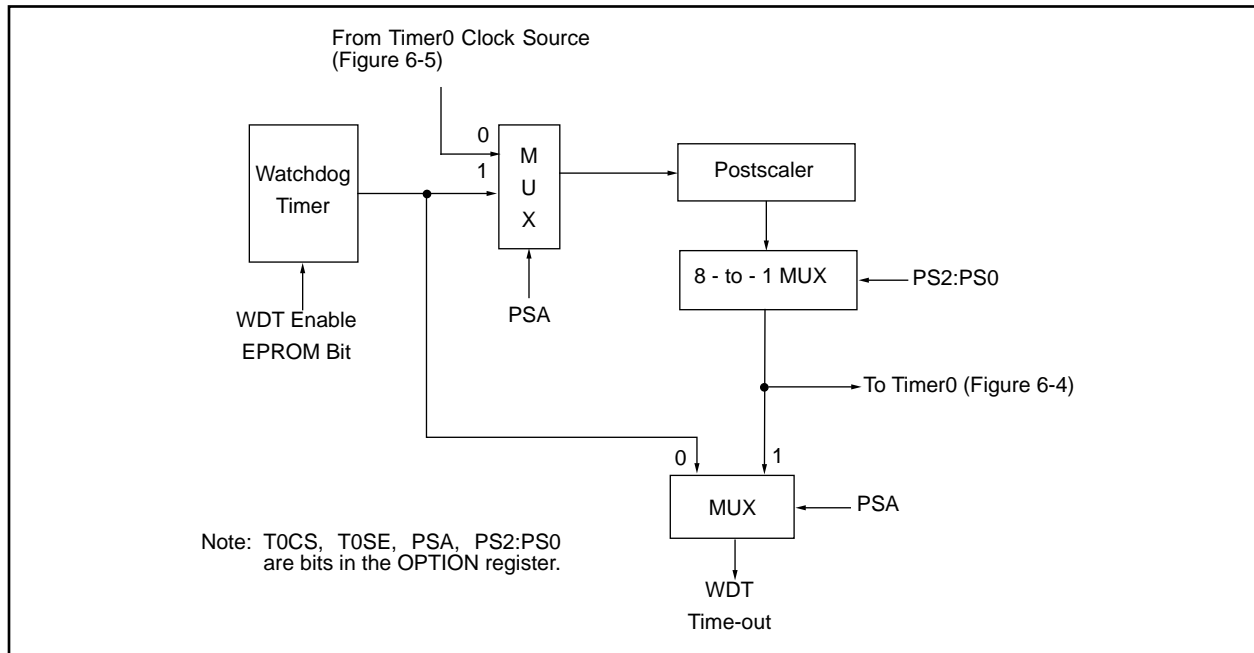 From Timer0 Clock Source
(Figure 6-5)
0
1
M
U
X
Watchdog
Timer
Postscaler
8 - to - 1 MUX
PS2:PS0
PSA
WDT Enable
EPROM Bit
To Timer0 (Figure 6-4)
0
1
MUX
PSA
Note: T0CS, T0SE, PSA, PS2:PS0
are bits in the OPTION register.
WDT
Time-out